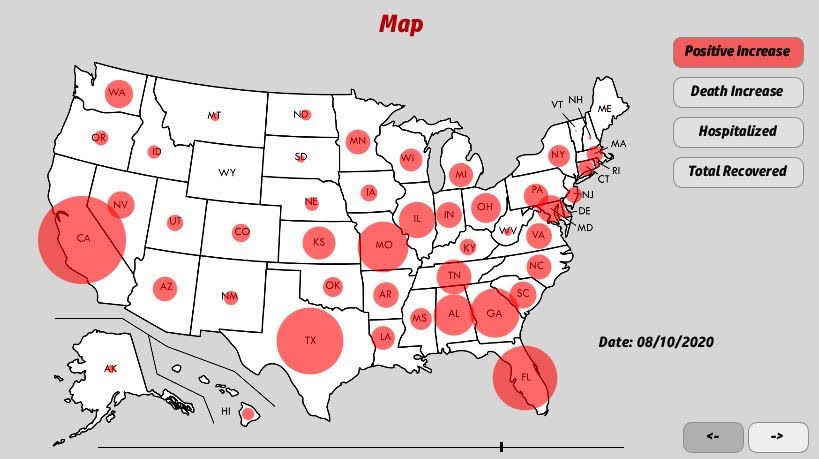 Map
Positive Increase
Death Increase
Hospitalized
Total Recovered
WA
MT
ND
MN
VT
NH
ME
OR
ID
SD
WI
MI
NY
MA
RI
CT
WY
NE
IA
PA
NJ
DE
MD
NV
UT
CO
KS
MO
IL
IN
OH
WV
VA
KY
CA
AZ
NM
OK
AR
TN
NC
SC
TX
LA
MS
AL
GA
FL
AK
HI
Date: 08/10/2020
<-
->